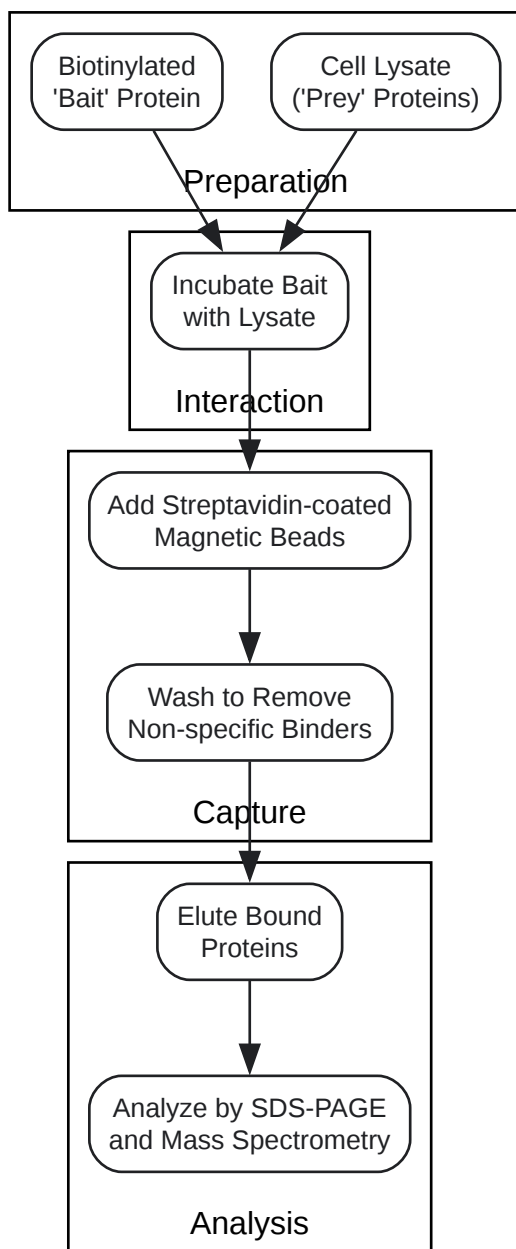 Biotinylated
'Bait' Protein
Cell Lysate
('Prey' Proteins)
Preparation
Incubate Bait
with Lysate
Interaction
Add Streptavidin-coated
Magnetic Beads
Wash to Remove
Non-specific Binders
Capture
Elute Bound
Proteins
Analyze by SDS-PAGE
and Mass Spectrometry
Analysis